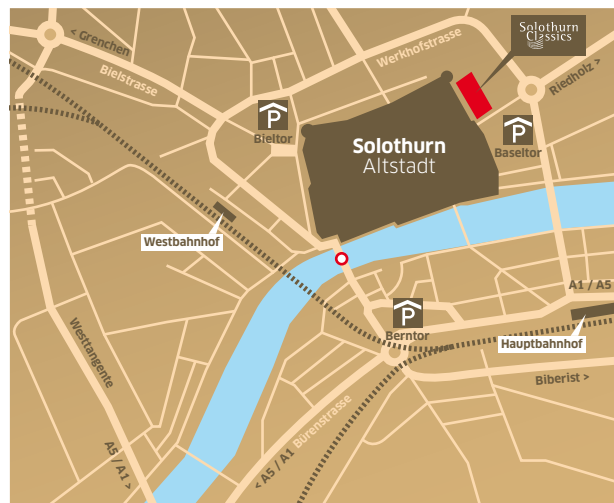 Solothurn
Classics
< Grenchen
Werkhofstrasse
Bielstrasse
Riedholz >
P
Bieltor
P
Baseltor
Solothurn
Altstadt
Westbahnhof
A1 / A5
P
Berntor
Hauptbahnhof
Westtangente
Biberist >
A5 / A1 >
< A5 / A1 Bürenstrasse